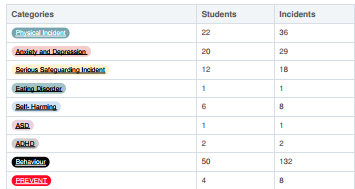 Categories Students Incidents
Physical Incident 22 36
Anxiety and Depression 20 29
Serious Safeguarding Incident 12 18
Eating Disorder 1 1
Self- Harming 6 8
ASD 1 1
ADHD 2 2
Behaviour 50 132
PREVENT 4 8